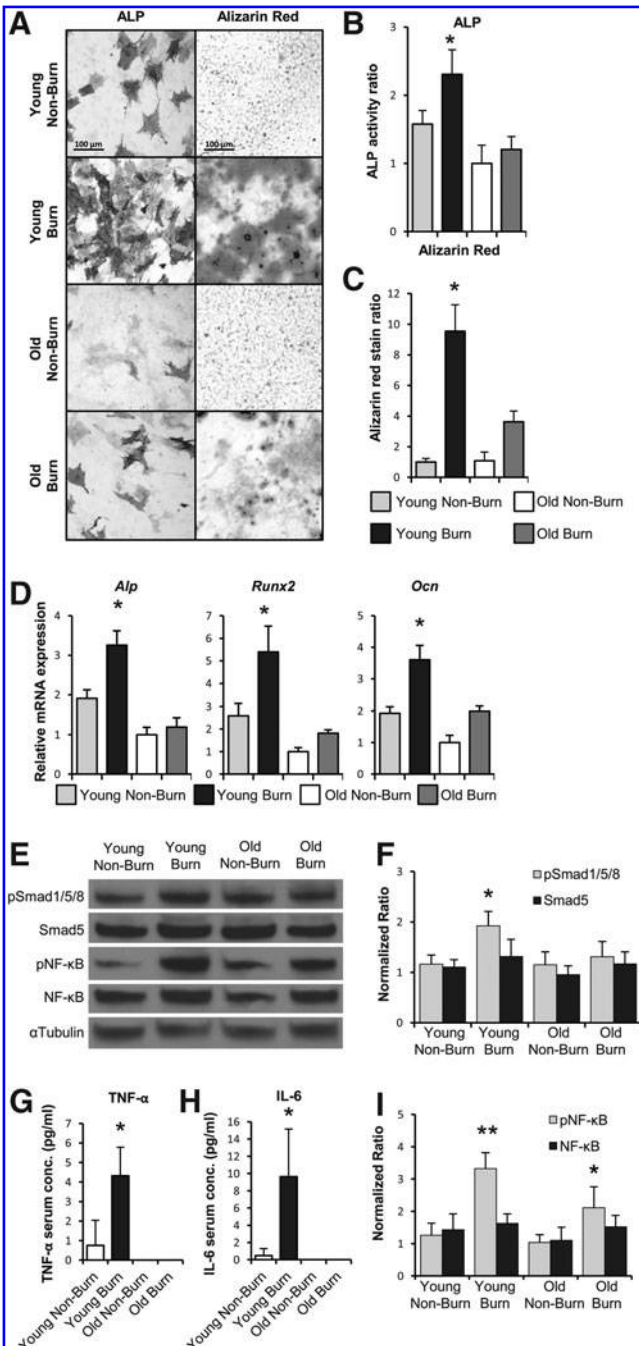 A
ALP
Alizarin Red
Young
Non-Burn
100 µm
100 µm
Young
Burn
Old
Non-Burn
Old
Burn
B
ALP
ALP activity ratio
3
2
1
0
*
Alizarin Red
C
Alizarin red stain ratio
12
10
8
6
4
2
0
*
Young Non-Burn
Old Non-Burn
Young Burn
Old Burn
D
Relative mRNA expression
Alp
4
3
2
1
0
*
Runx2
7
6
5
4
3
2
1
0
*
Ocn
5
4
3
2
1
0
*
Young Non-Burn
Young Burn
Old Non-Burn
Old Burn
E
Young
Non-Burn
Young
Burn
Old
Non-Burn
Old
Burn
pSmad1/5/8
Smad5
pNF-κB
NF-κB
αTubulin
F
Normalized Ratio
3
2
1
0
pSmad1/5/8
Smad5
*
Young
Non-Burn
Young
Burn
Old
Non-Burn
Old
Burn
G
TNF-α
TNF-α serum conc. (pg/ml)
7
6
5
4
3
2
1
0
*
Young Non-Burn
Young Burn
Old Non-Burn
Old Burn
H
IL-6
IL-6 serum conc. (pg/ml)
16
14
12
10
8
6
4
2
0
*
Young Non-Burn
Young Burn
Old Non-Burn
Old Burn
I
Normalized Ratio
5
4
3
2
1
0
pNF-κB
NF-κB
**
*
Young
Non-Burn
Young
Burn
Old
Non-Burn
Old
Burn